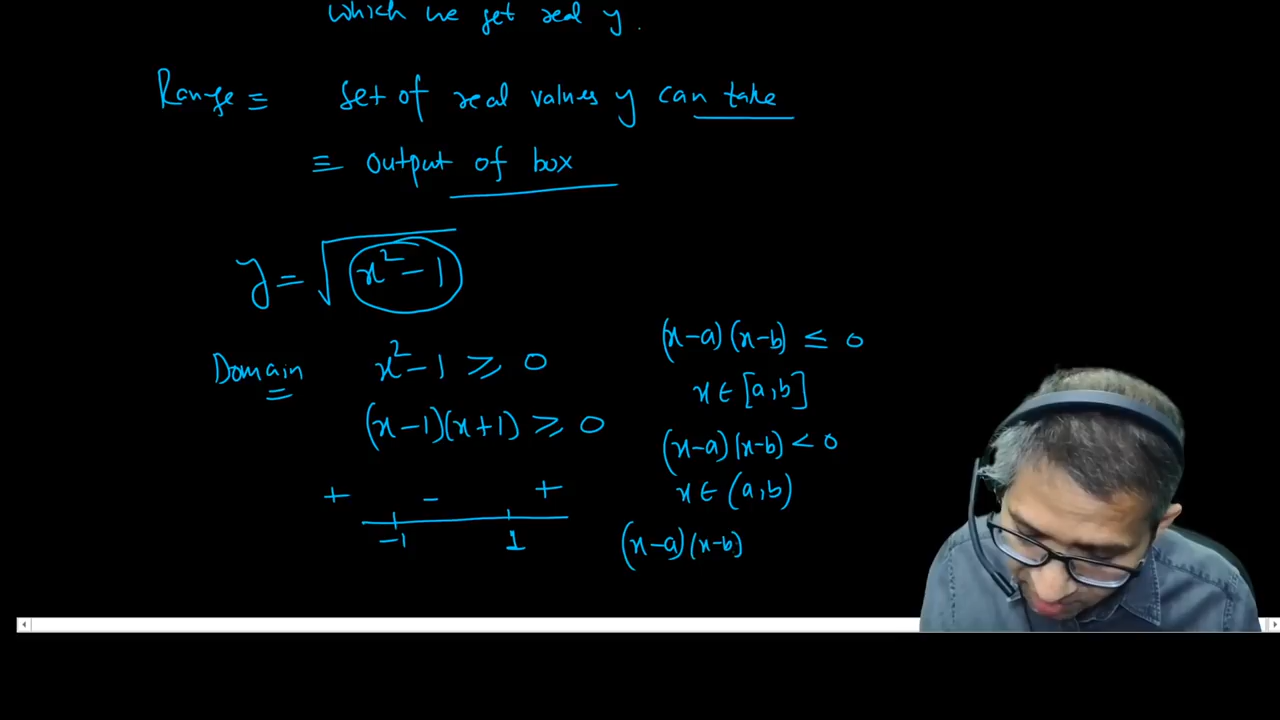 which we get real y.
Range ≡ set of real values y can take
≡ output of box
y = √(x² - 1)
Domain x² - 1 ≥ 0
(x-1)(x+1) ≥ 0
+ - +
-1 1
(x-a)(x-b) ≤ 0
x ∈ [a,b]
(x-a)(x-b) < 0
x ∈ (a,b)
(x-a)(x-b)